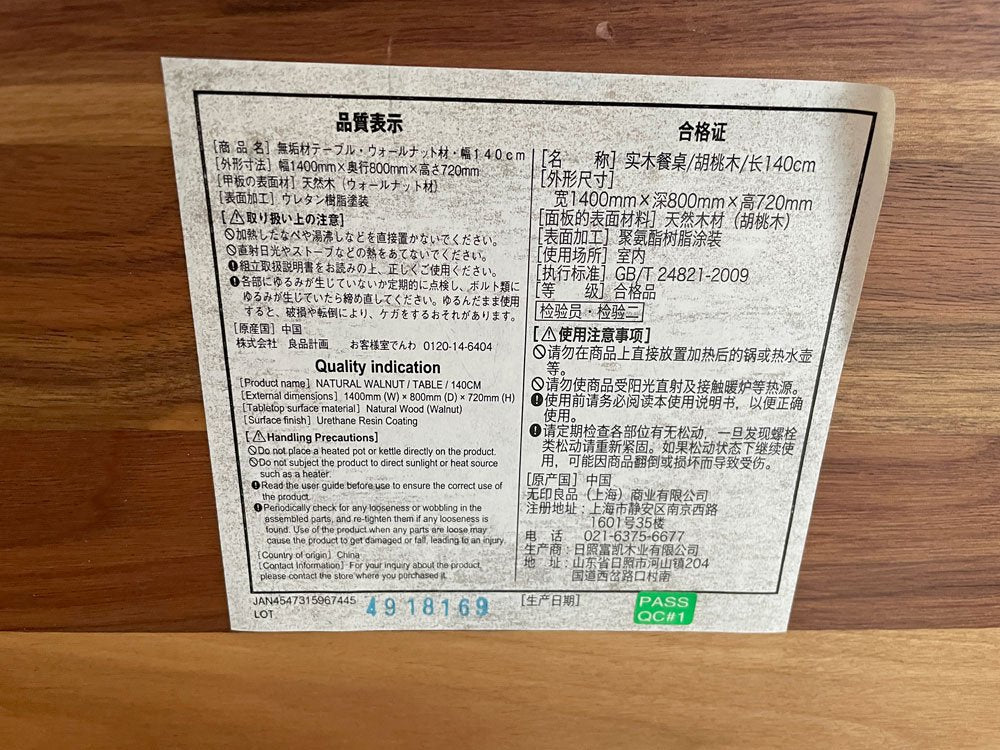 品質表示
[商 品 名] 無垢材テーブル・ウォールナット材・幅140cm
[外形寸法] 幅1400mm×奥行800mm×高さ720mm
[甲板の表面材] 天然木（ウォールナット材）
[表面加工] ウレタン樹脂塗装
[⚠取り扱い上の注意]
加熱したなべや湯沸しなどを直接置かないでください。
直射日光やストーブなどの熱をあてないでください。
組立取扱説明書をお読みの上、正しくご使用ください。
各部にゆるみが生じていないか定期的に点検し、ボルト類に
ゆるみが生じていたら締め直してください。ゆるんだまま使用
すると、破損や転倒により、ケガをするおそれがあります。
[原産国] 中国
株式会社 良品計画 お客様室でんわ 0120-14-6404
Quality indication
[Product name] NATURAL WALNUT / TABLE / 140CM
[External dimensions] 1400mm (W) × 800mm (D) × 720mm (H)
[Tabletop surface material] Natural Wood (Walnut)
[Surface finish] Urethane Resin Coating
[⚠Handling Precautions]
Do not place a heated pot or kettle directly on the product.
Do not subject the product to direct sunlight or heat source
such as a heater.
Read the user guide before use to ensure the correct use of
the product.
Periodically check for any looseness or wobbling in the
assembled parts, and re-tighten them if any looseness is
found. Use of the product when any parts are loose may
cause the product to get damaged or fall, leading to an injury.
[Country of origin] China
[Contact Information] For your inquiry about the product,
please contact the store where you purchased it.
JAN4547315967445
LOT
4918169
合格证
[名 称] 实木餐桌/胡桃木/长140cm
[外形尺寸]
宽1400mm×深800mm×高720mm
[面板的表面材料] 天然木材（胡桃木）
[表面加工] 聚氨酯树脂涂装
[使用场所] 室内
[执行标准] GB/T 24821-2009
[等 级] 合格品
检验员・检验二
[⚠使用注意事项]
请勿在商品上直接放置加热后的锅或热水壶
等。
请勿使商品受阳光直射及接触暖炉等热源。
使用前请务必阅读本使用说明书，以便正确
使用。
请定期检查各部位有无松动，一旦发现螺栓
类松动请重新紧固。如果松动状态下继续使
用，可能因商品翻倒或损坏而导致受伤。
[原产国] 中国
无印良品（上海）商业有限公司
注册地址：上海市静安区南京西路
1601号35楼
电 话 021-6375-6677
生产商：日照富凯木业有限公司
地 址：山东省日照市河山镇204
国道西岔路口村南
[生产日期]
PASS
QC#1